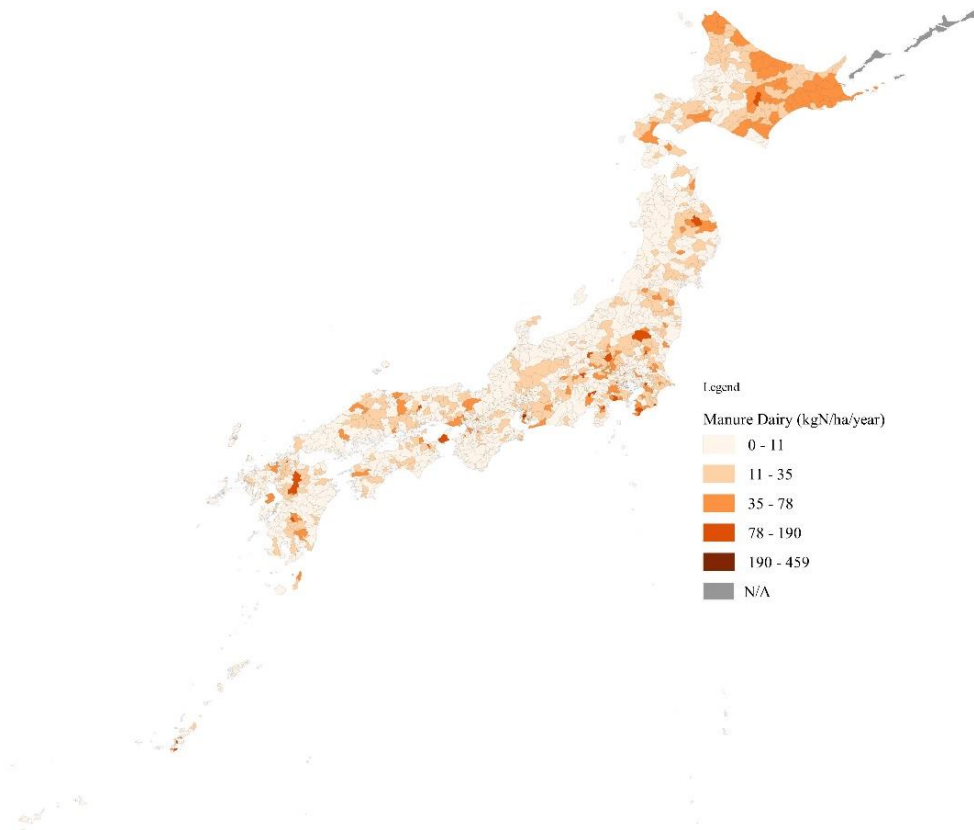 Legend
Manure Dairy (kgN/ha/year)
0 - 11
11 - 35
35 - 78
78 - 190
190 - 459
N/A